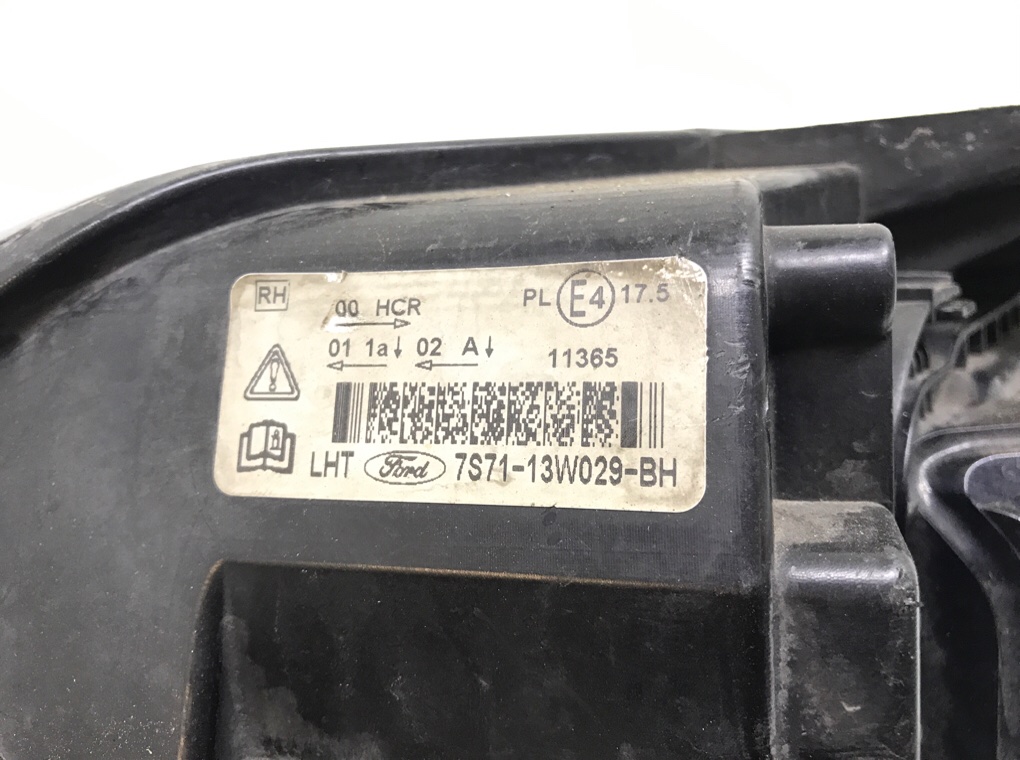 RH
00 HCR
PL E4 17.5
01 1a↓ 02 A↓
11365
LHT Ford 7S71-13W029-BH